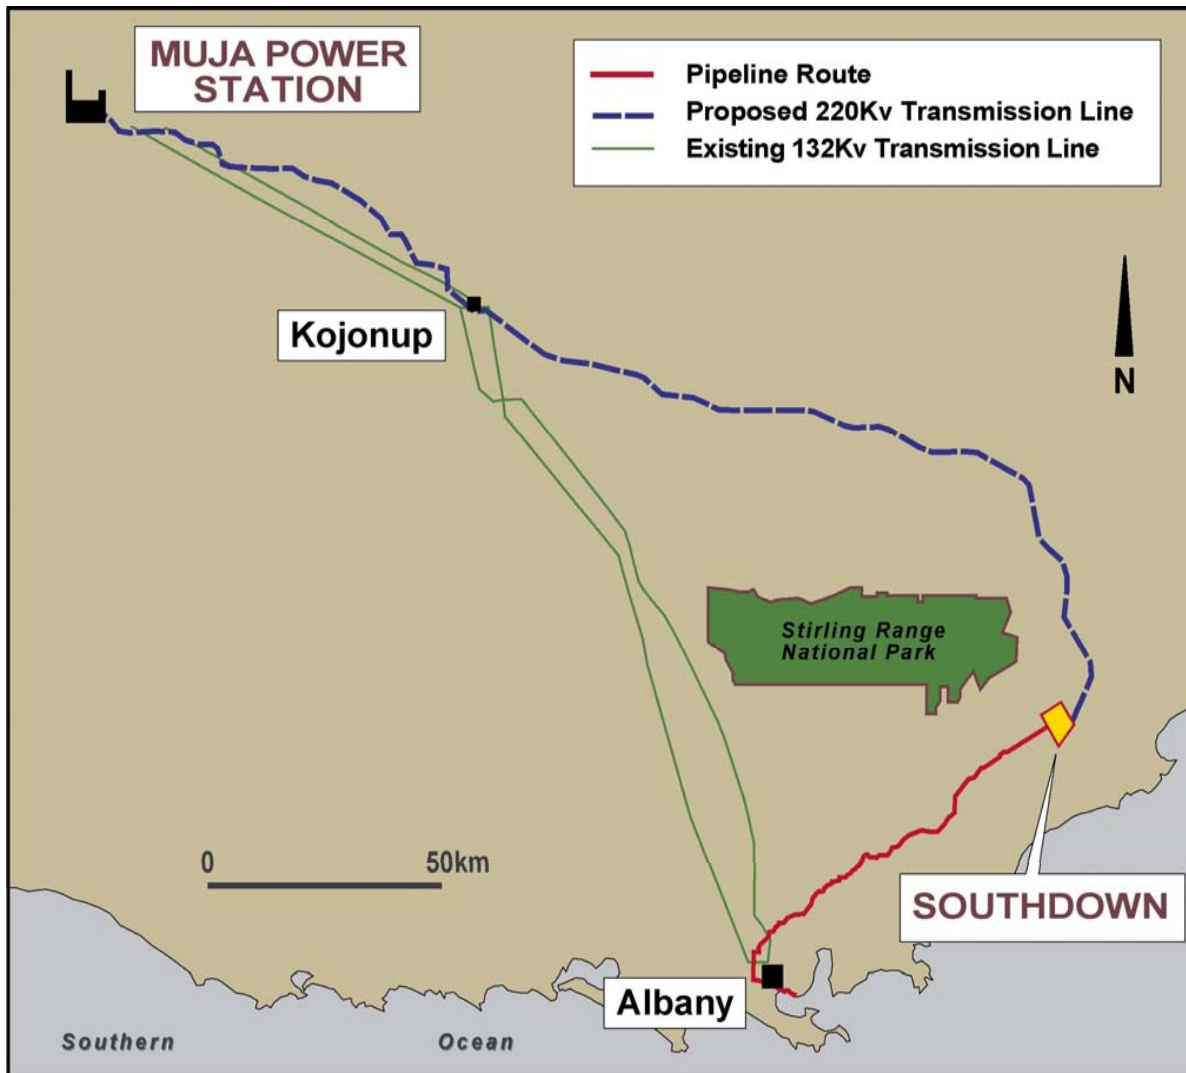 MUJA POWER
STATION
Pipeline Route
Proposed 220Kv Transmission Line
Existing 132Kv Transmission Line
N
Kojonup
Stirling Range
National Park
0 50km
SOUTHDOWN
Albany
Southern Ocean